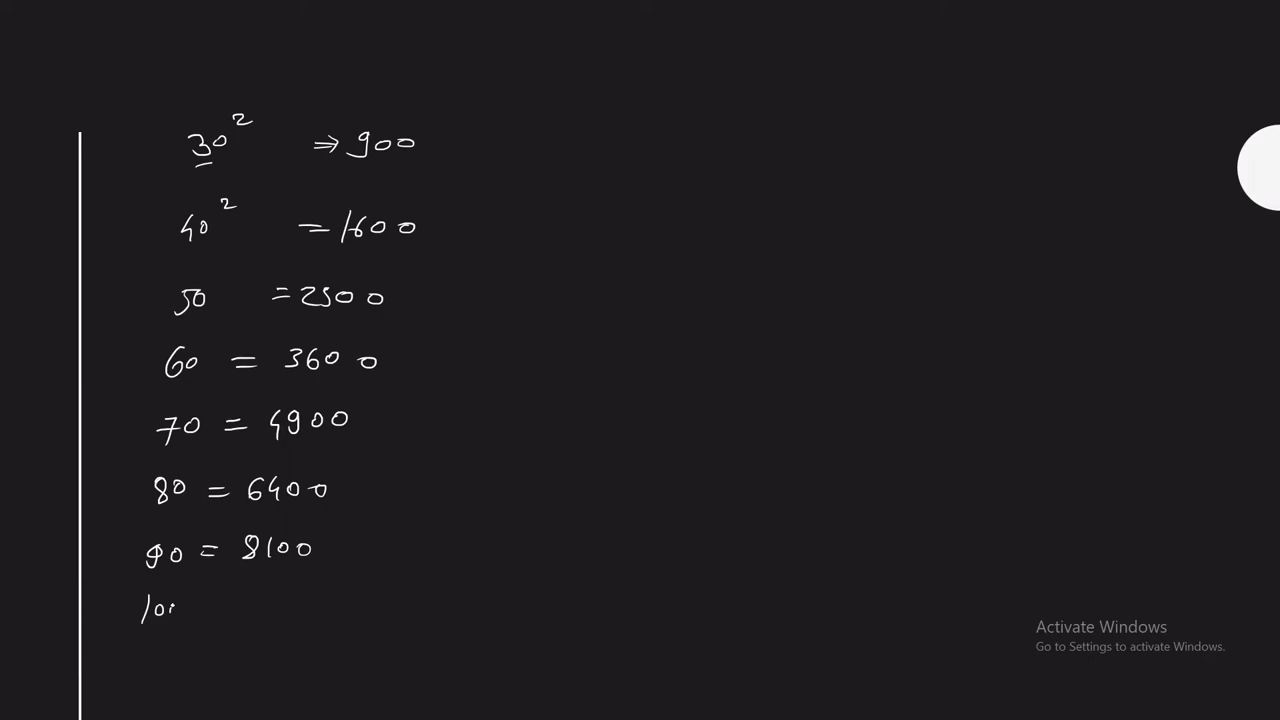 30² ⇒ 900
40² = 1600
50 = 2500
60 = 3600
70 = 4900
80 = 6400
90 = 8100
Activate Windows
Go to Settings to activate Windows.